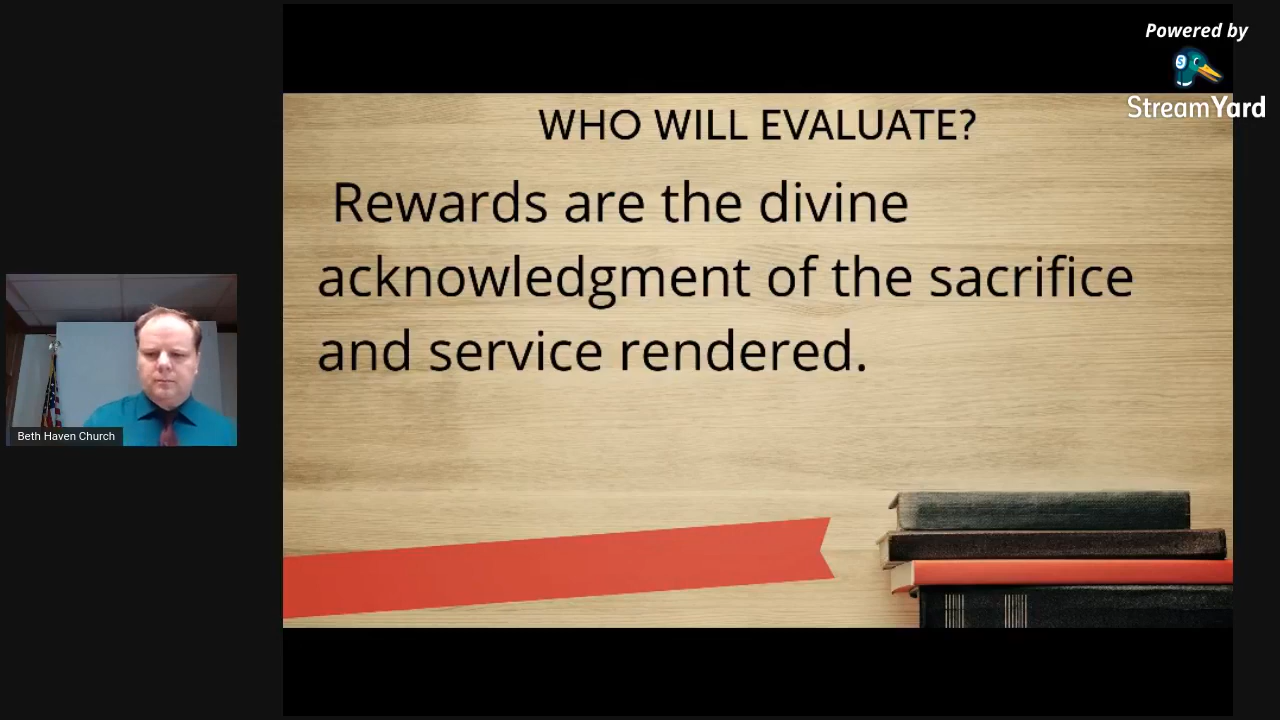 Powered by
StreamYard
WHO WILL EVALUATE?
Rewards are the divine
acknowledgment of the sacrifice
and service rendered.
Beth Haven Church